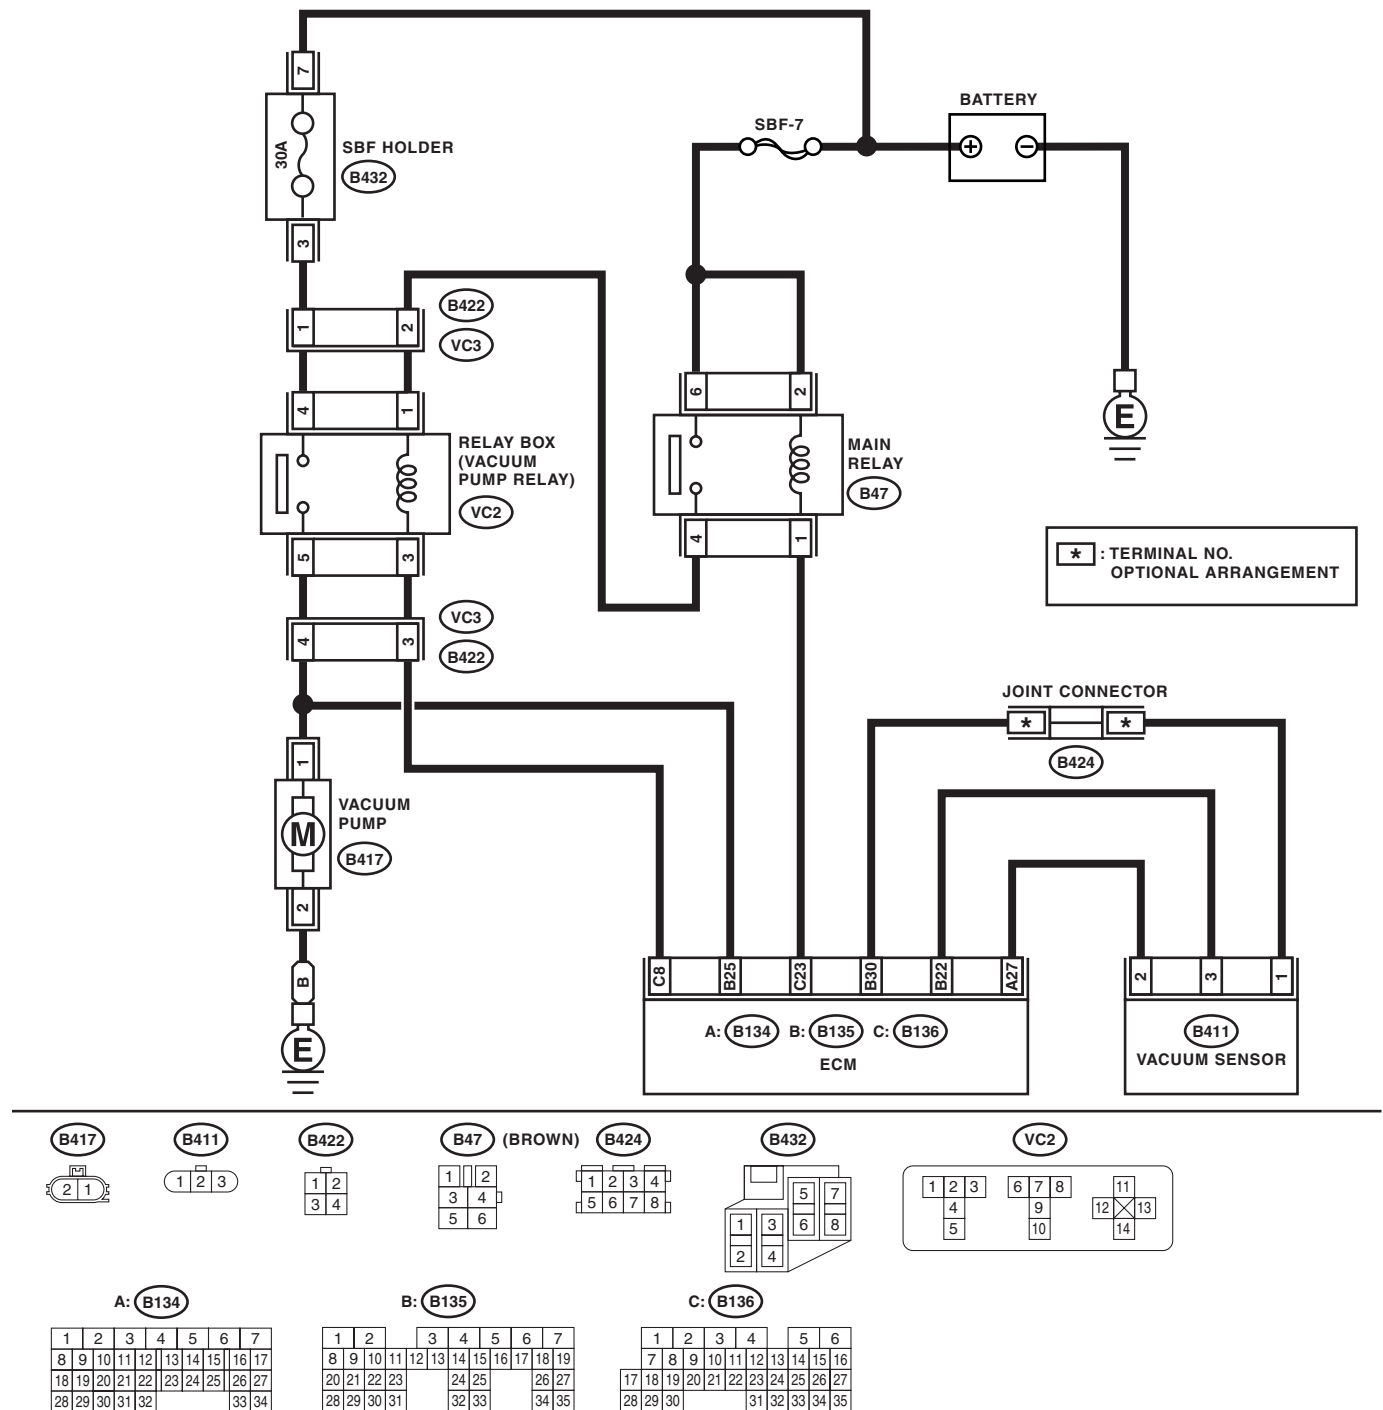 7
BATTERY
SBF-7
30A
SBF HOLDER
B432
+ −
3
B422
1 2
VC3
6 2
4 1
E
RELAY BOX
(VACUUM
PUMP RELAY)
VC2
MAIN
RELAY
B47
5 3
4 1
* : TERMINAL NO.
OPTIONAL ARRANGEMENT
VC3
4 3
B422
JOINT CONNECTOR
* *
B424
1
VACUUM
PUMP
M
B417
2
B
C8 B25 C23 B30 B22 A27
2 3 1
A: B134 B: B135 C: B136
ECM
B411
VACUUM SENSOR
E
B417
2 1
B411
1 2 3
B422
1 2
3 4
B47 (BROWN)
1 2
3 4
5 6
B424
1 2 3 4
5 6 7 8
B432
5 7
1 3 6 8
2 4
VC2
1 2 3 6 7 8 11
4 9 12 13
5 10 14
A: B134
1 2 3 4 5 6 7
8 9 10 11 12 13 14 15 16 17
18 19 20 21 22 23 24 25 26 27
28 29 30 31 32 33 34
B: B135
1 2 3 4 5 6 7
8 9 10 11 12 13 14 15 16 17 18 19
20 21 22 23 24 25 26 27
28 29 30 31 32 33 34 35
C: B136
1 2 3 4 5 6
7 8 9 10 11 12 13 14 15 16
17 18 19 20 21 22 23 24 25 26 27
28 29 30 31 32 33 34 35